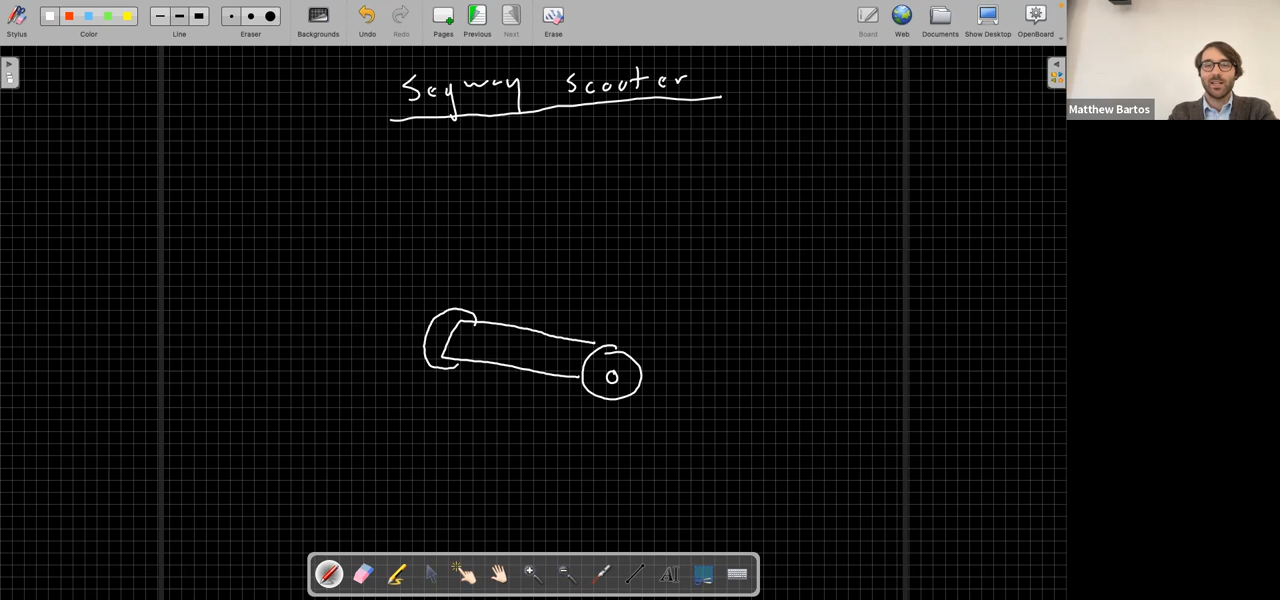 Stylus
Color
Line
Eraser
Backgrounds
Undo
Redo
Pages
Previous
Next
Erase
Board
Web
Documents
Show Desktop
OpenBoard
Segway Scooter
Matthew Bartos
AI